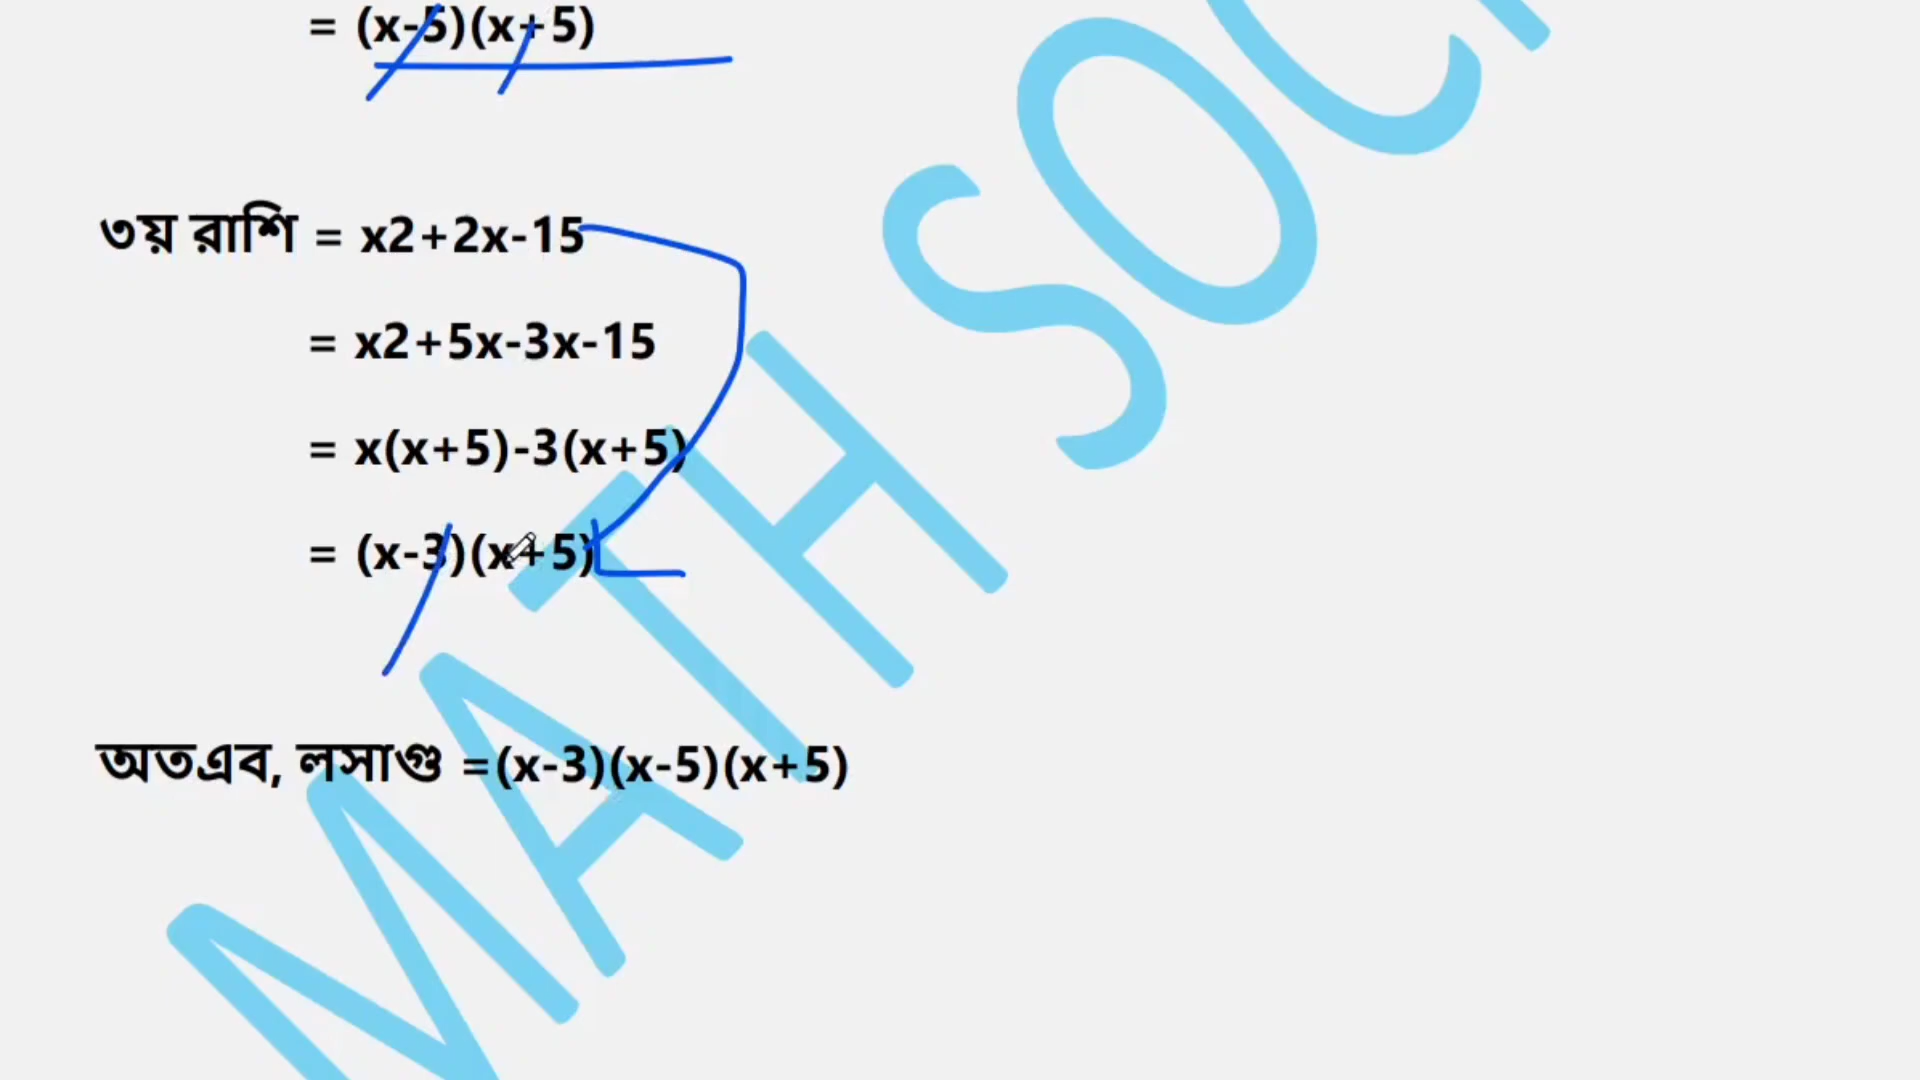 = (x-5)(x+5)
৩য় রাশি = x2+2x-15
= x2+5x-3x-15
= x(x+5)-3(x+5)
= (x-3)(x+5)
অতএব, লসাগু =(x-3)(x-5)(x+5)
MATH SOC